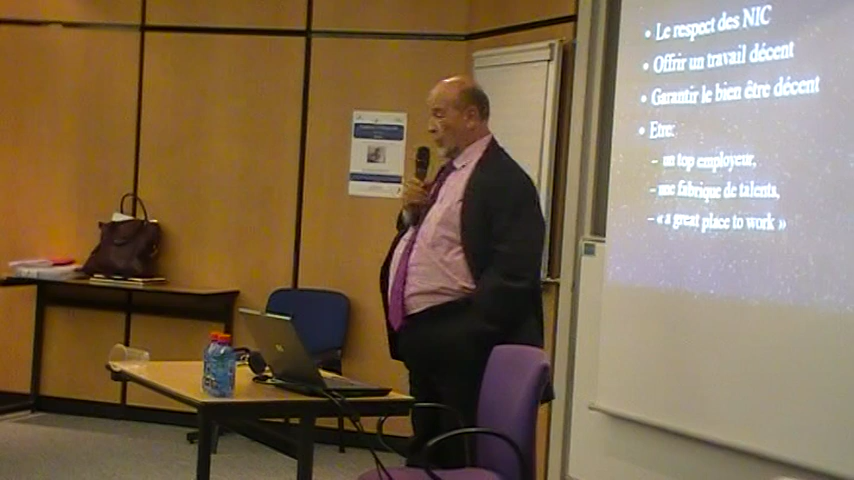 • Le respect des NIC
• Offrir un travail décent
• Garantir le bien être décent
• Etre:
– un top employeur,
– une fabrique de talents,
– « a great place to work »